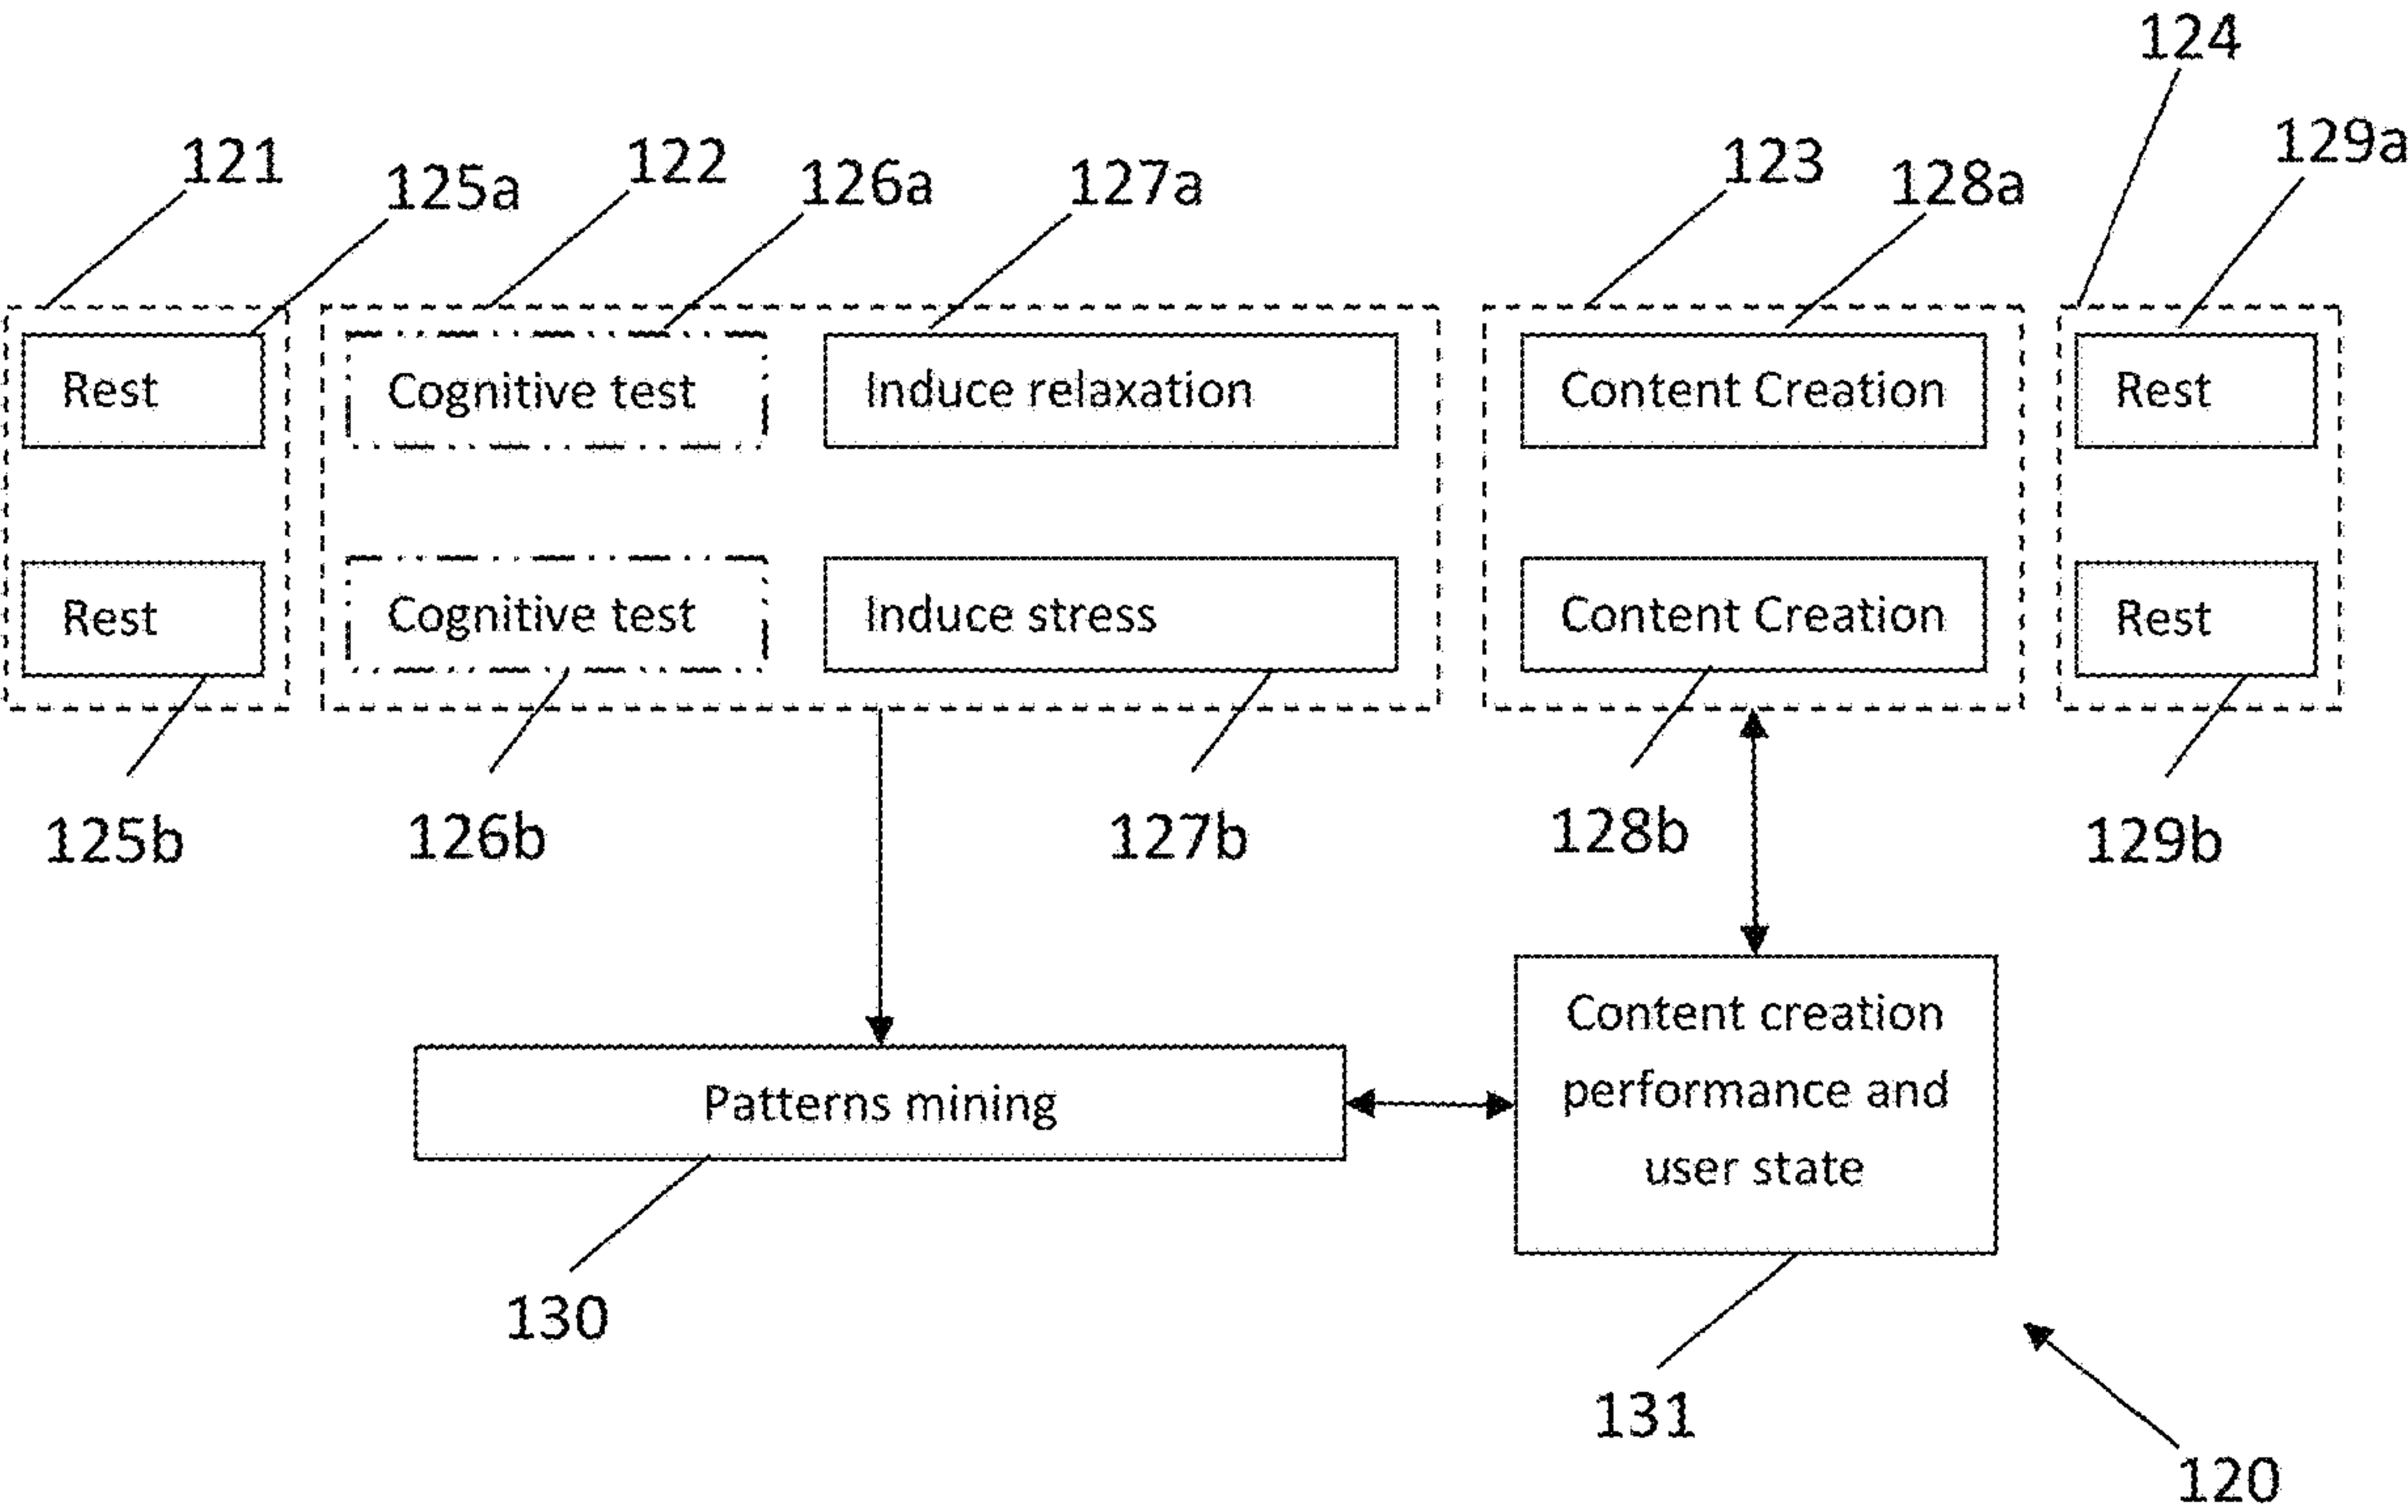 124
129a
121
122
123
125a
126a
127a
128a
Rest
Cognitive test
Induce relaxation
Content Creation
Rest
Rest
Cognitive test
Induce stress
Content Creation
Rest
125b
126b
127b
128b
129b
Content creation
performance and
user state
Patterns mining
130
131
120